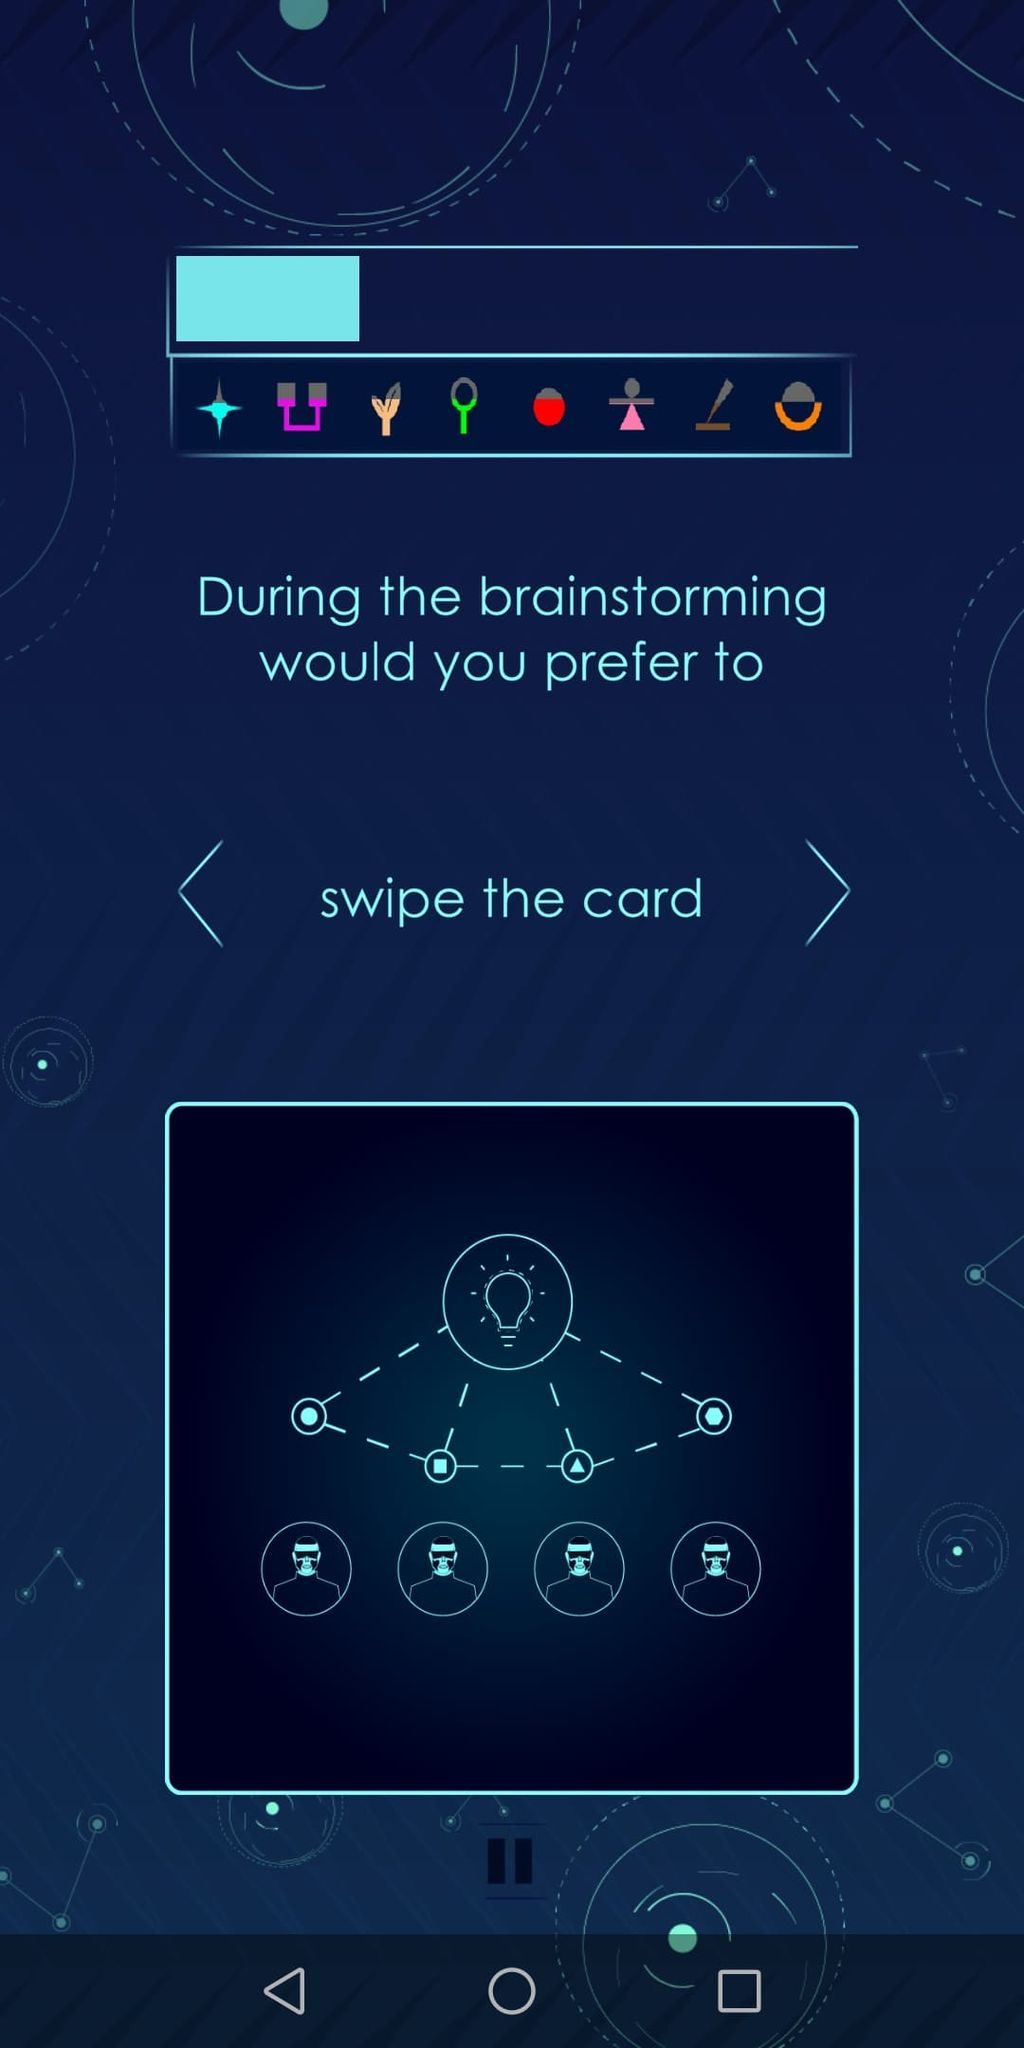 During the brainstorming
would you prefer to
swipe the card